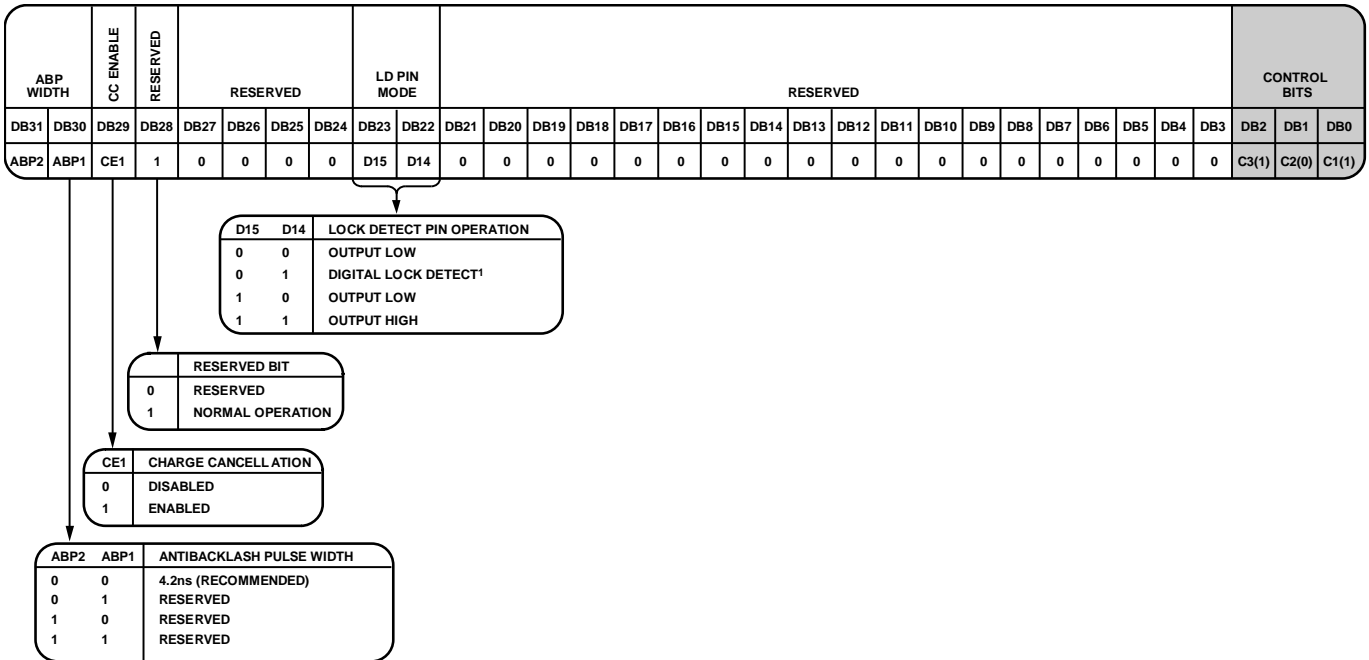 ABP WIDTH
CC ENABLE
RESERVED
RESERVED
LD PIN MODE
RESERVED
CONTROL BITS
DB31 DB30 DB29 DB28 DB27 DB26 DB25 DB24 DB23 DB22 DB21 DB20 DB19 DB18 DB17 DB16 DB15 DB14 DB13 DB12 DB11 DB10 DB9 DB8 DB7 DB6 DB5 DB4 DB3 DB2 DB1 DB0
ABP2 ABP1 CE1 1 0 0 0 0 D15 D14 0 0 0 0 0 0 0 0 0 0 0 0 0 0 0 0 0 0 0 C3(1) C2(0) C1(1)
D15 D14 LOCK DETECT PIN OPERATION
0 0 OUTPUT LOW
0 1 DIGITAL LOCK DETECT1
1 0 OUTPUT LOW
1 1 OUTPUT HIGH
RESERVED BIT
0 RESERVED
1 NORMAL OPERATION
CE1 CHARGE CANCELLATION
0 DISABLED
1 ENABLED
ABP2 ABP1 ANTIBACKLASH PULSE WIDTH
0 0 4.2ns (RECOMMENDED)
0 1 RESERVED
1 0 RESERVED
1 1 RESERVED